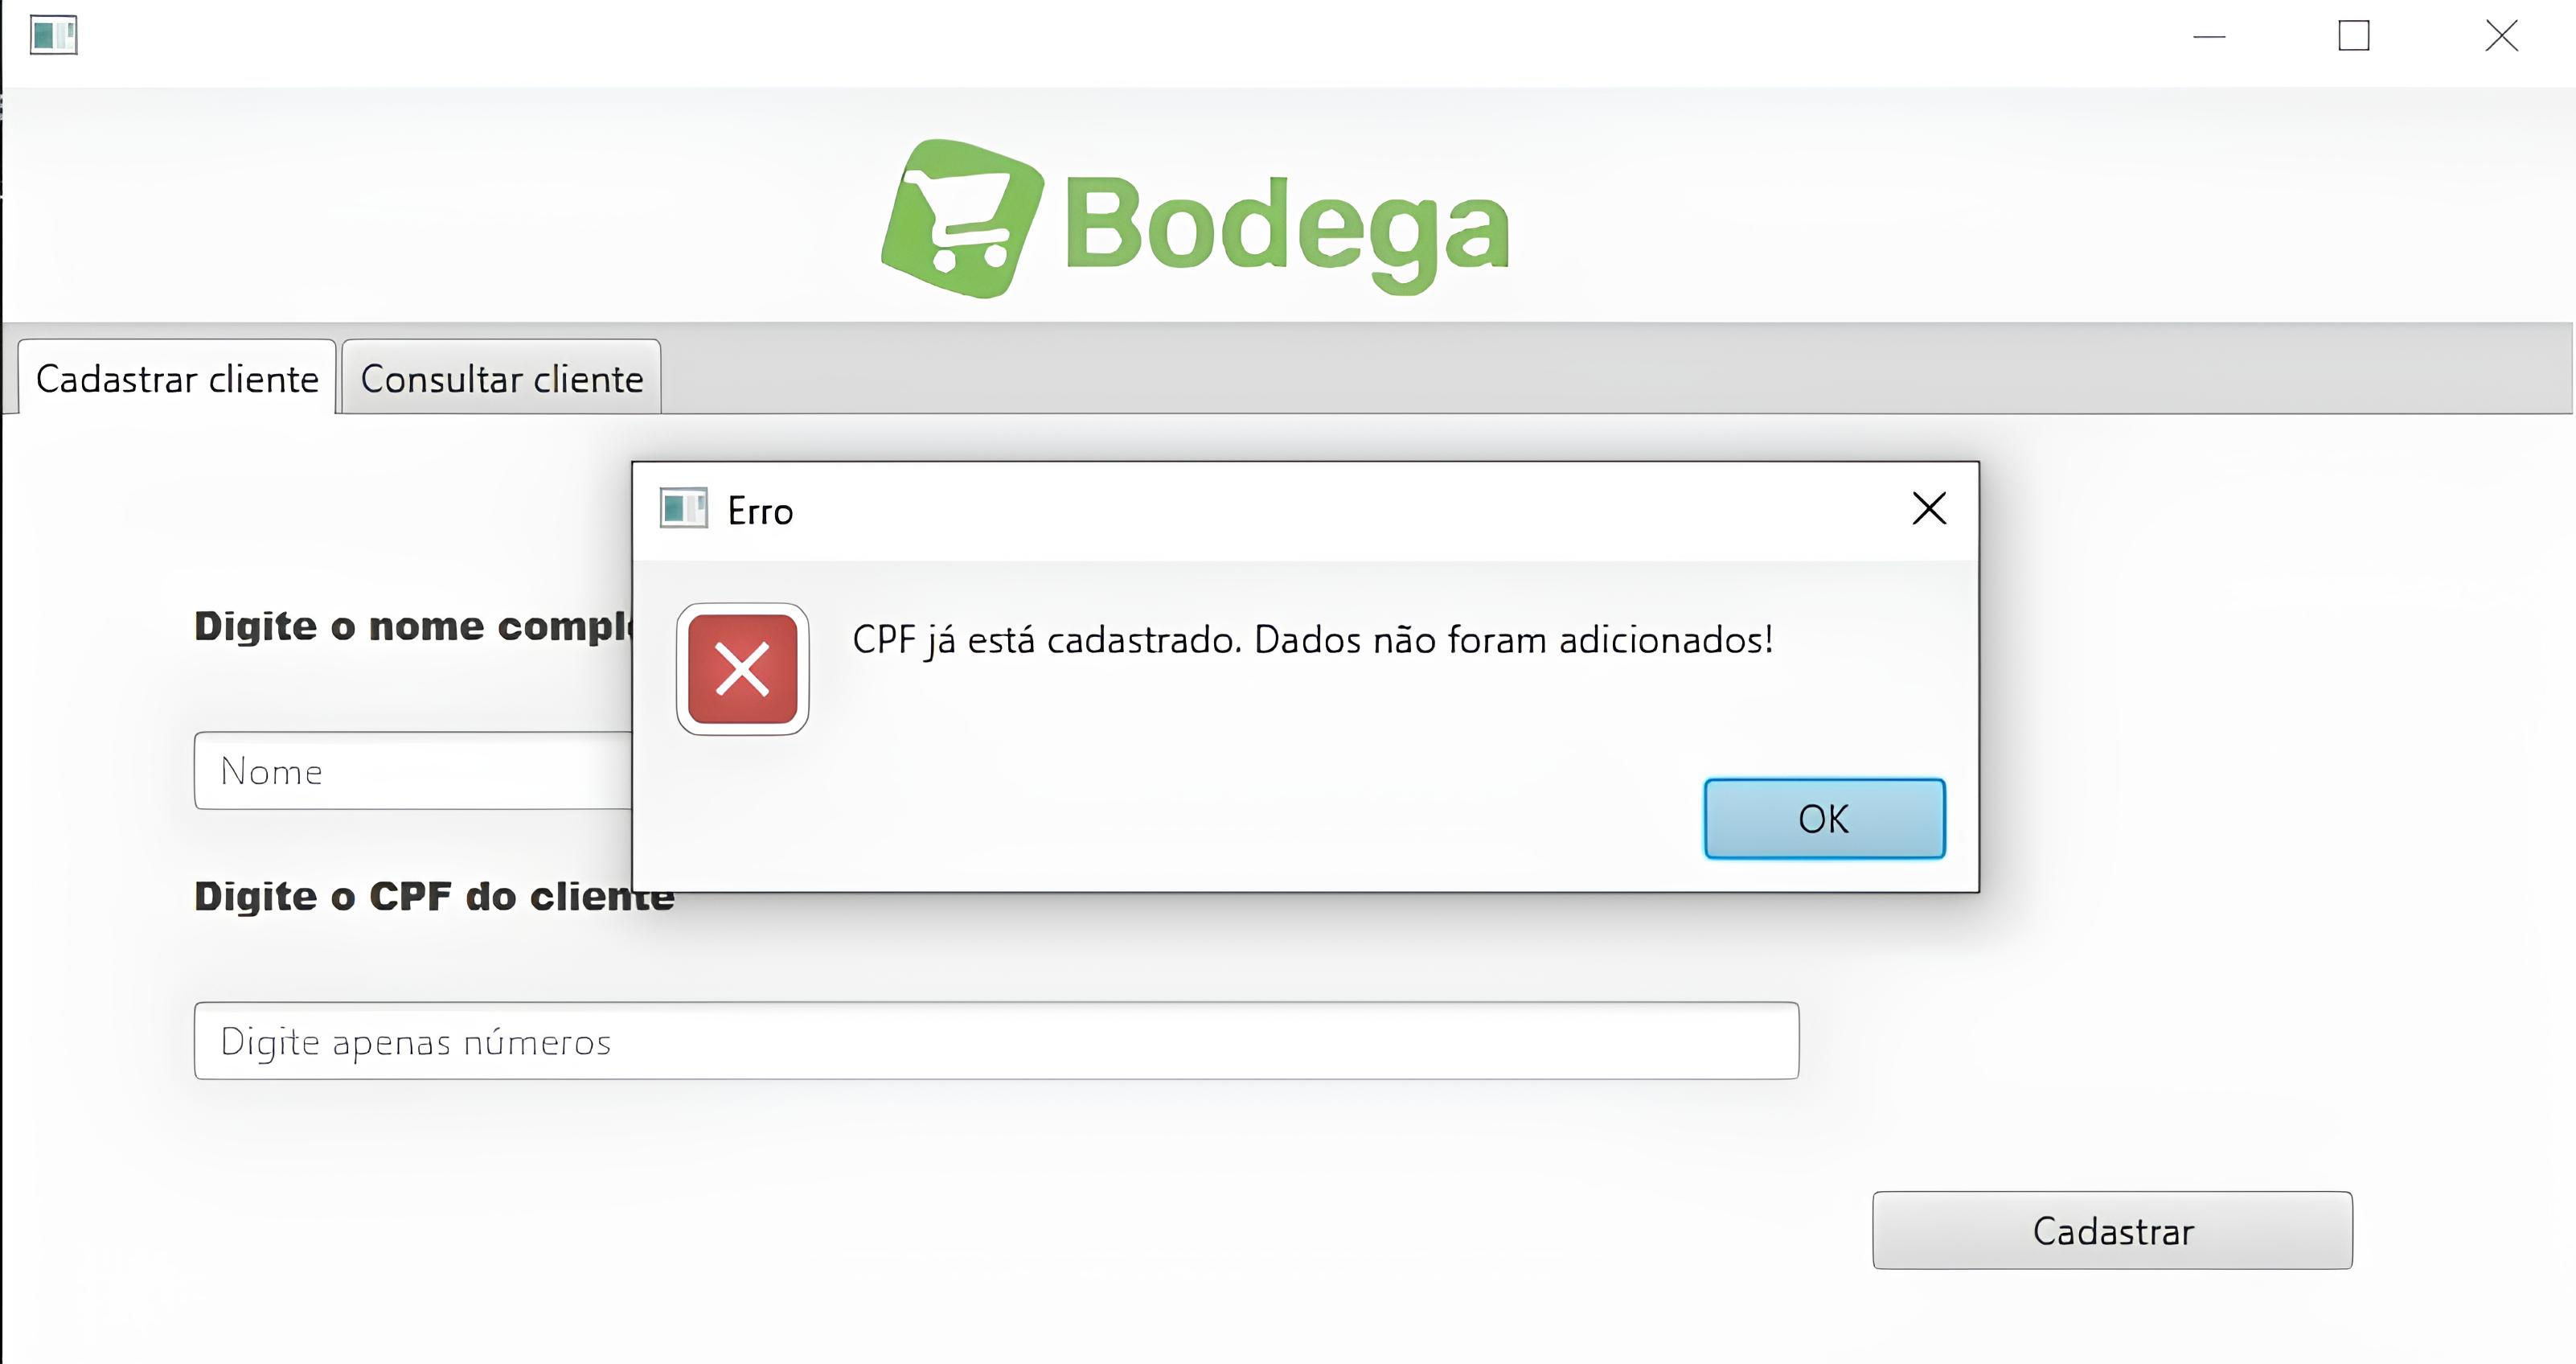 Bodega
Cadastrar cliente
Consultar cliente
Erro
CPF já está cadastrado. Dados não foram adicionados!
OK
Digite o nome
Nome
Digite o CPF do cliente
Digite apenas números
Cadastrar